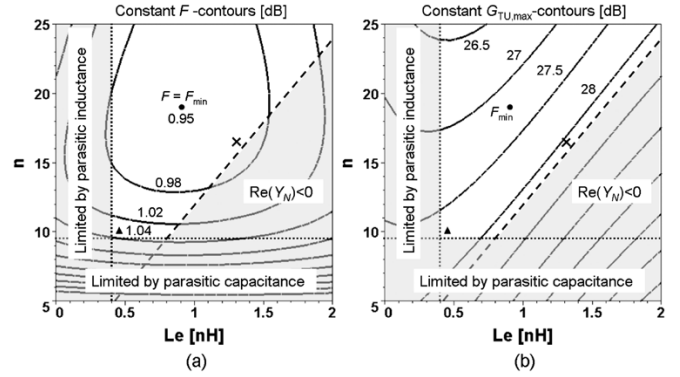 Constant F -contours [dB]
25
20
15
10
5
n
Limited by parasitic inductance
F = Fmin
0.95
0.98
1.02
1.04
Re(YN)<0
Limited by parasitic capacitance
0
0.5
1
1.5
2
Le [nH]
(a)
Constant GTU,max-contours [dB]
25
20
15
10
5
n
Limited by parasitic inductance
26.5
27
27.5
28
Fmin
Re(YN)<0
Limited by parasitic capacitance
0
0.5
1
1.5
2
Le [nH]
(b)